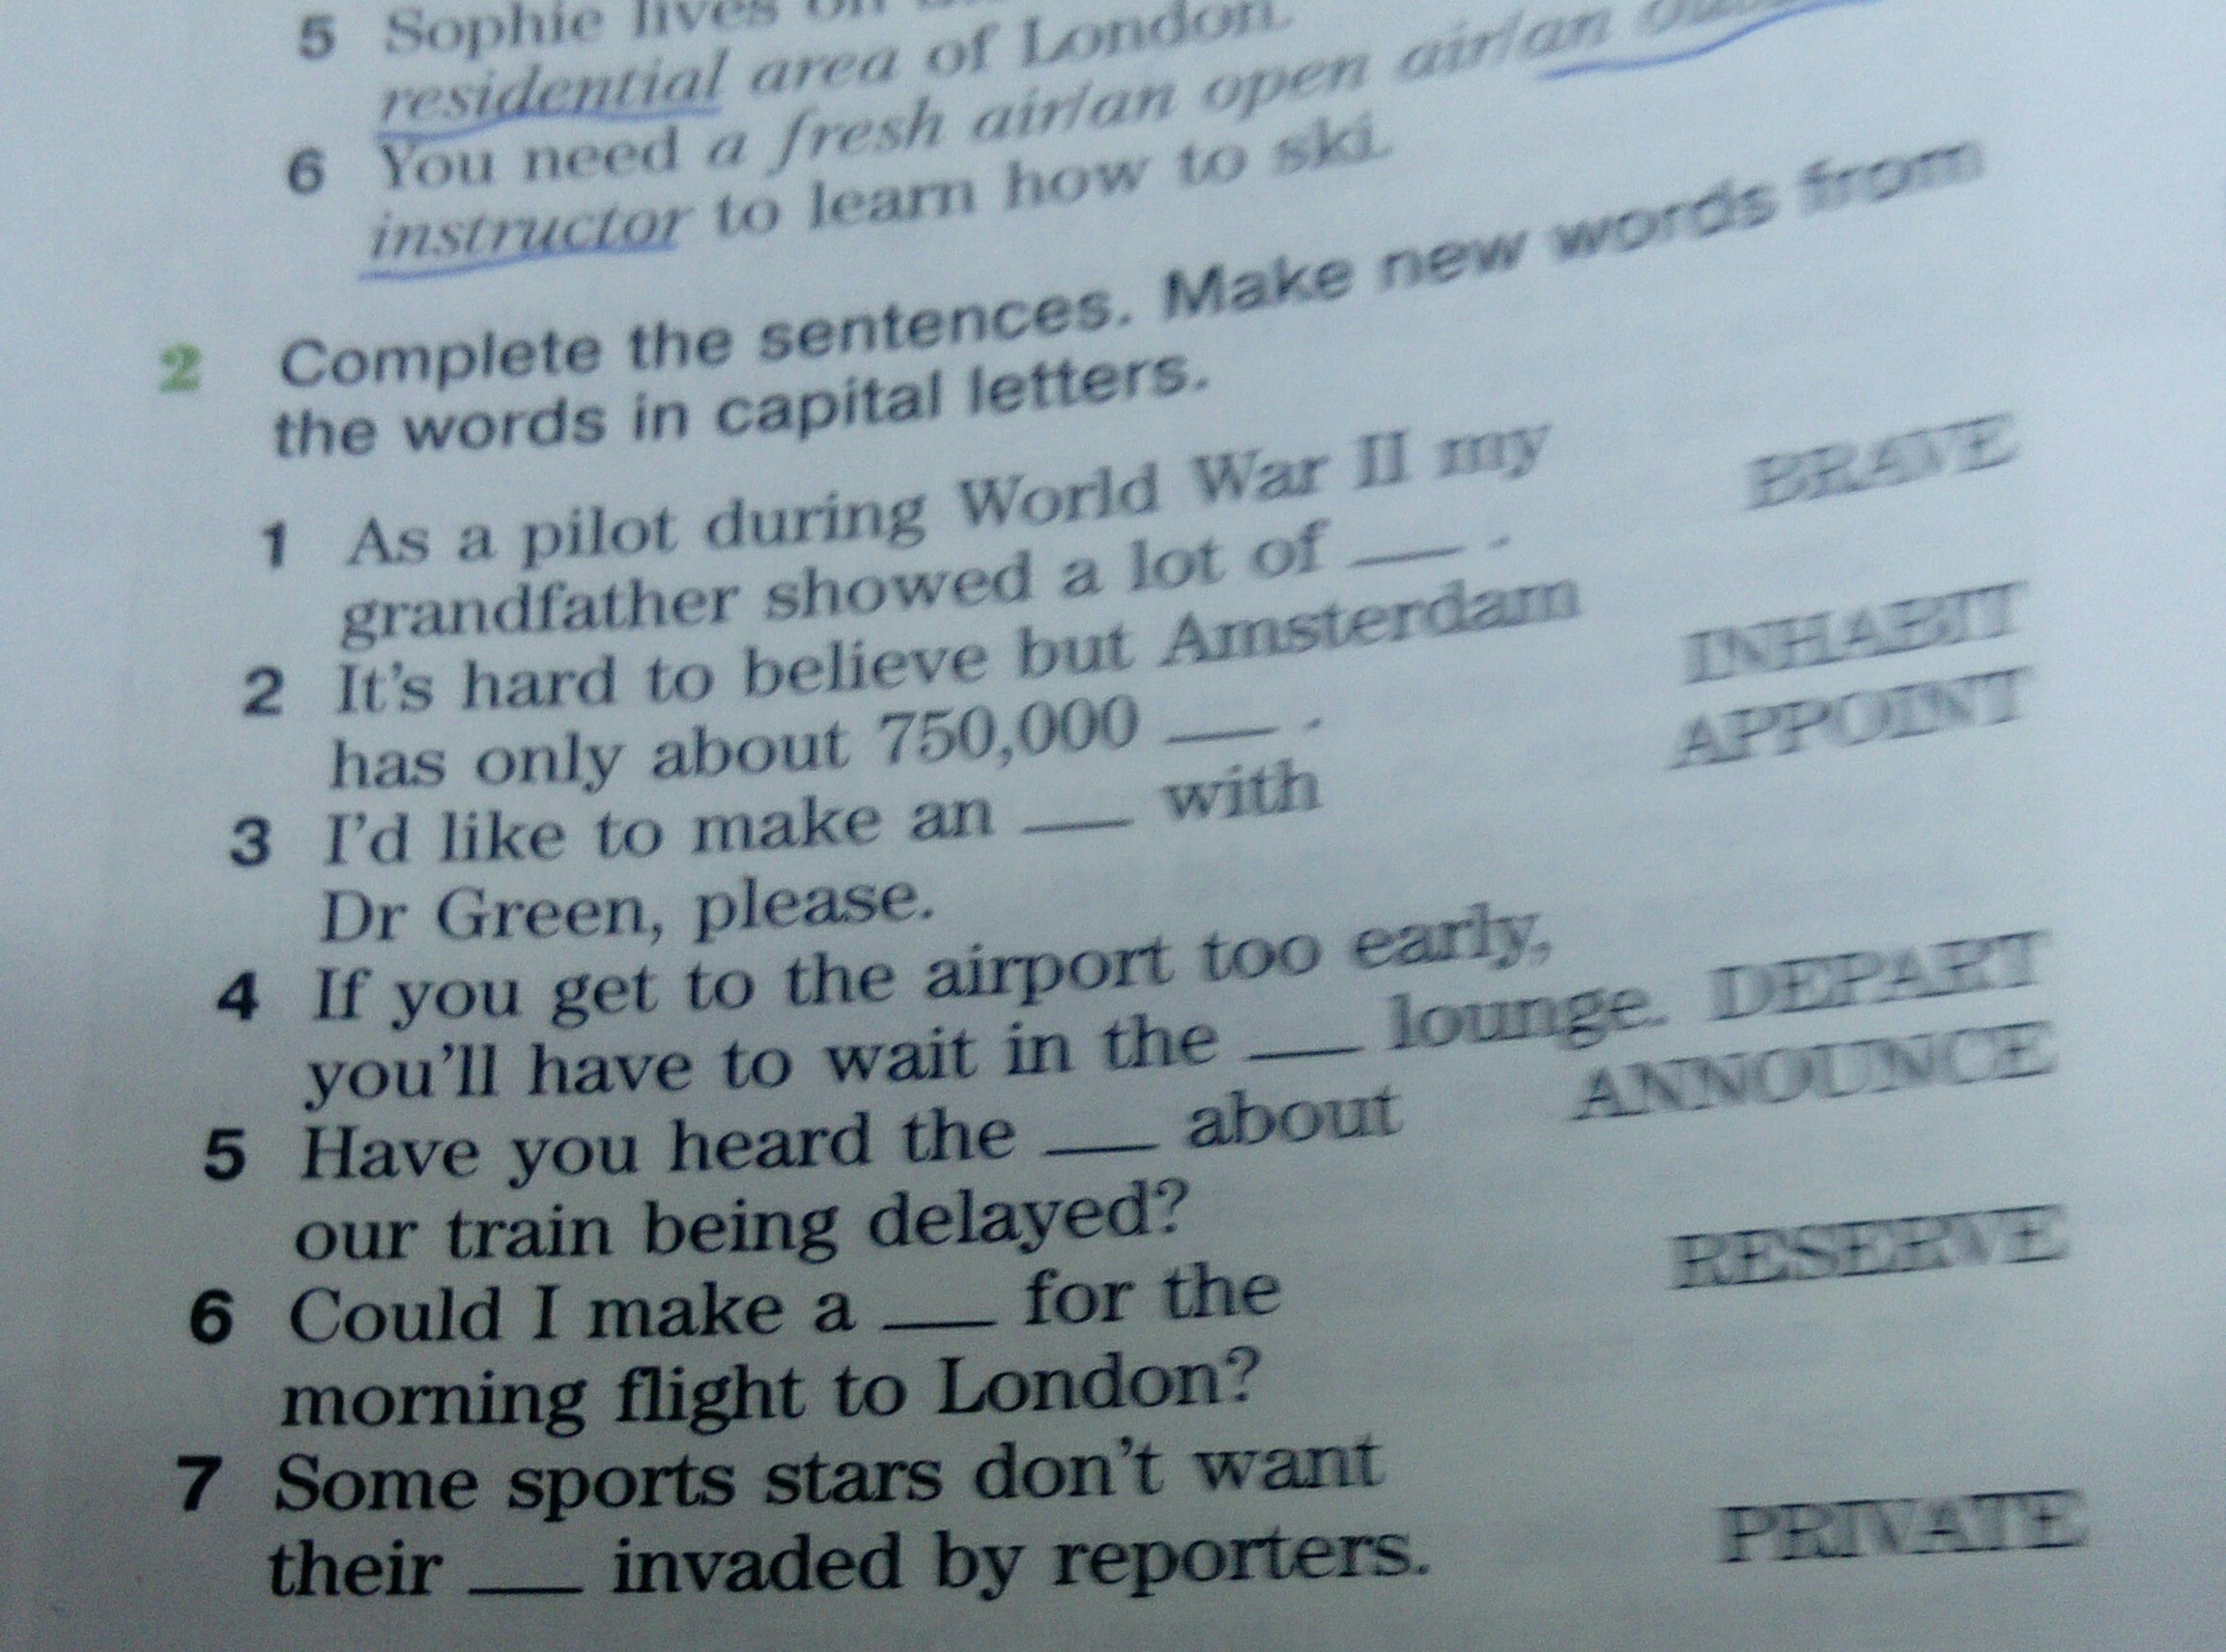 5 Sophie lives on
residential area of London.
6 You need a fresh air/an open air/an
instructor to learn how to ski.
2 Complete the sentences. Make new words from
the words in capital letters.
1 As a pilot during World War II my
grandfather showed a lot of ___ . BRAVE
2 It's hard to believe but Amsterdam
has only about 750,000 ___ . INHABIT
3 I'd like to make an ___ with APPOINT
Dr Green, please.
4 If you get to the airport too early,
you'll have to wait in the ___ lounge. DEPART
5 Have you heard the ___ about ANNOUNCE
our train being delayed?
6 Could I make a ___ for the RESERVE
morning flight to London?
7 Some sports stars don't want
their ___ invaded by reporters. PRIVATE